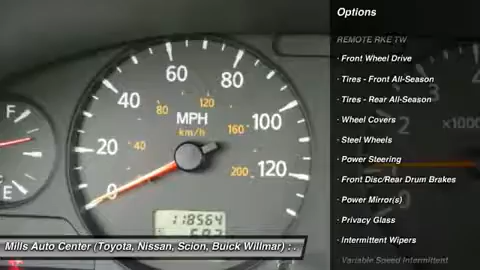 Options
REMOTE RKE TW
· Front Wheel Drive
· Tires - Front All-Season
· Tires - Rear All-Season
· Wheel Covers
· Steel Wheels
· Power Steering
· Front Disc/Rear Drum Brakes
· Power Mirror(s)
· Privacy Glass
· Intermittent Wipers
· Variable Speed Intermittent
F
E
0
20
40
60
80
100
120
MPH
km/h
40
80
120
160
200
118564
0
2
3
x1000
Mills Auto Center (Toyota, Nissan, Scion, Buick Willmar) : .